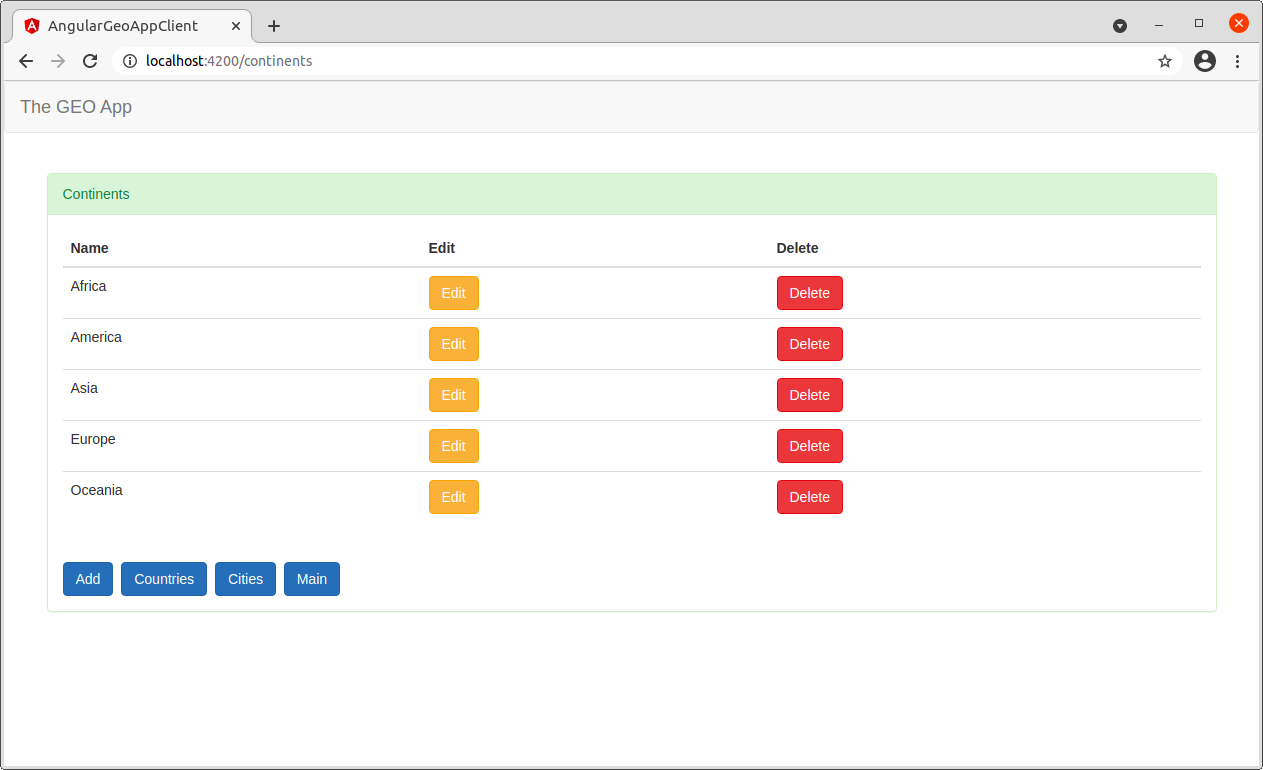 AngularGeoAppClient
localhost:4200/continents
The GEO App
Continents
Name Edit Delete
Africa Edit Delete
America Edit Delete
Asia Edit Delete
Europe Edit Delete
Oceania Edit Delete
Add Countries Cities Main